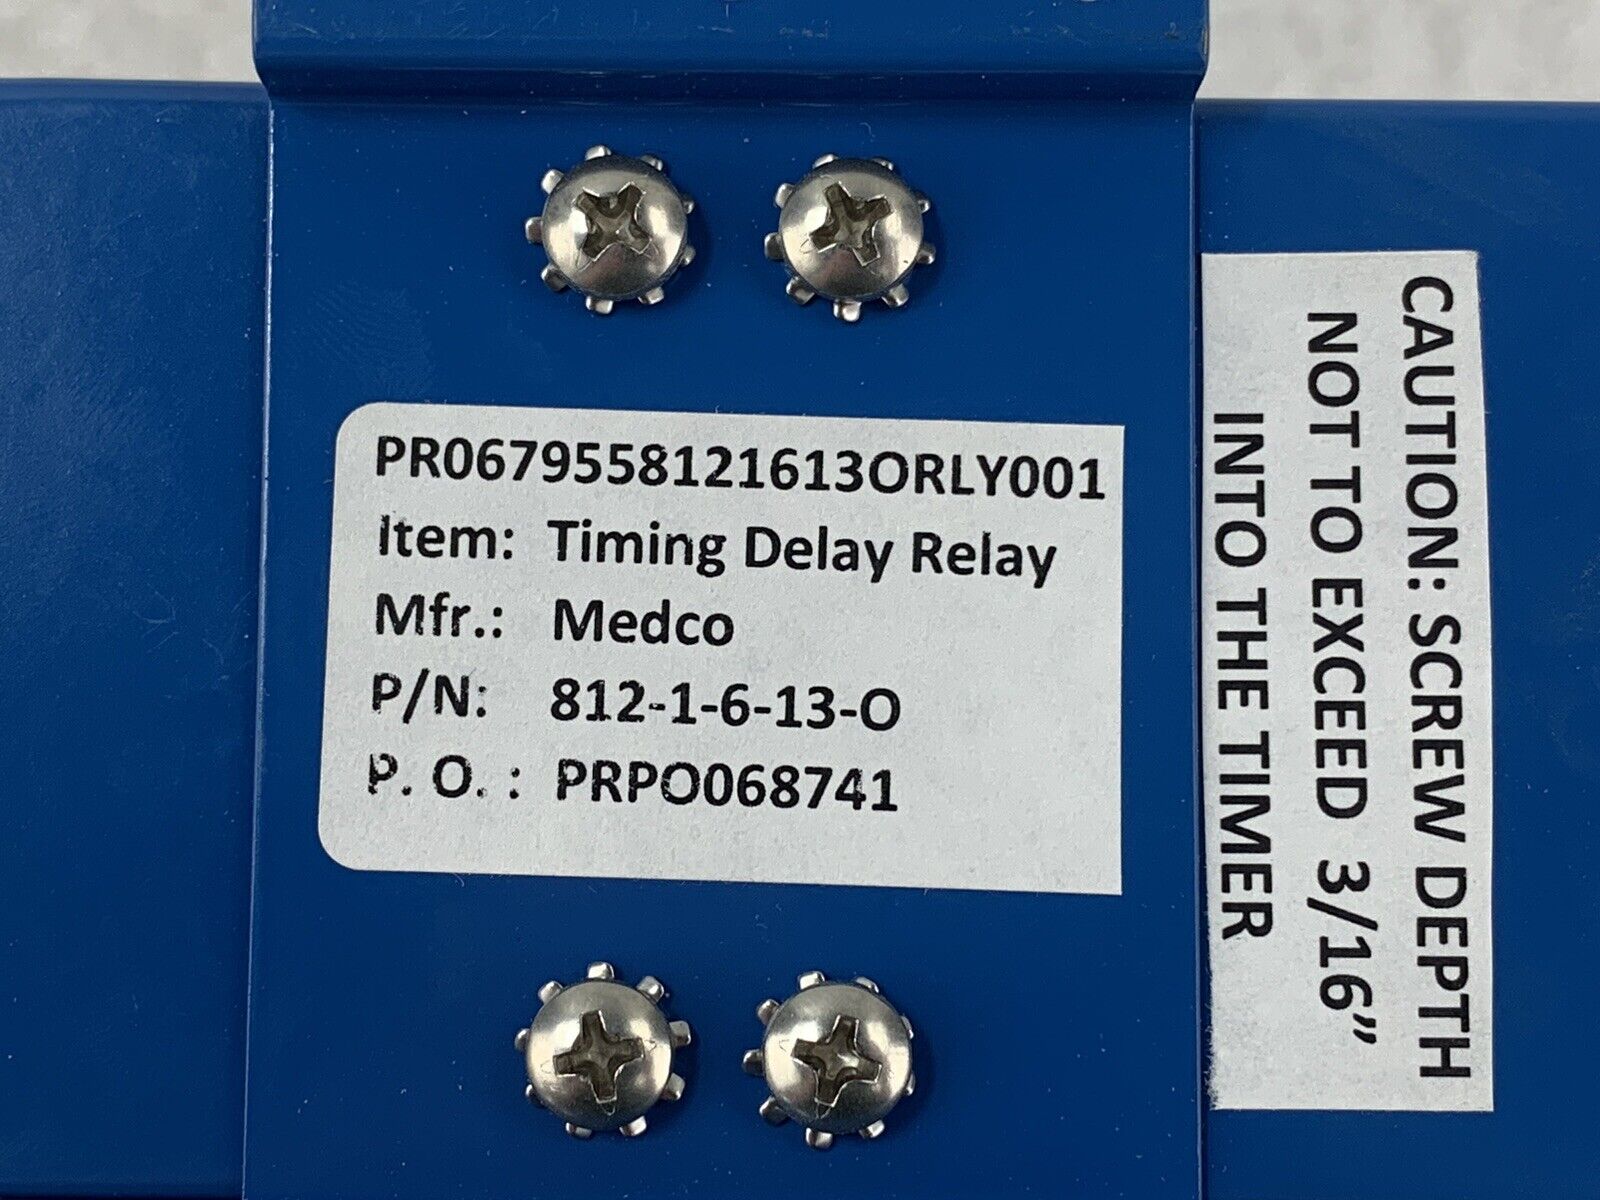 PR0679558121613ORLY001
Item: Timing Delay Relay
Mfr.: Medco
P/N: 812-1-6-13-O
P. O. : PRPO068741
CAUTION: SCREW DEPTH
NOT TO EXCEED 3/16”
INTO THE TIMER